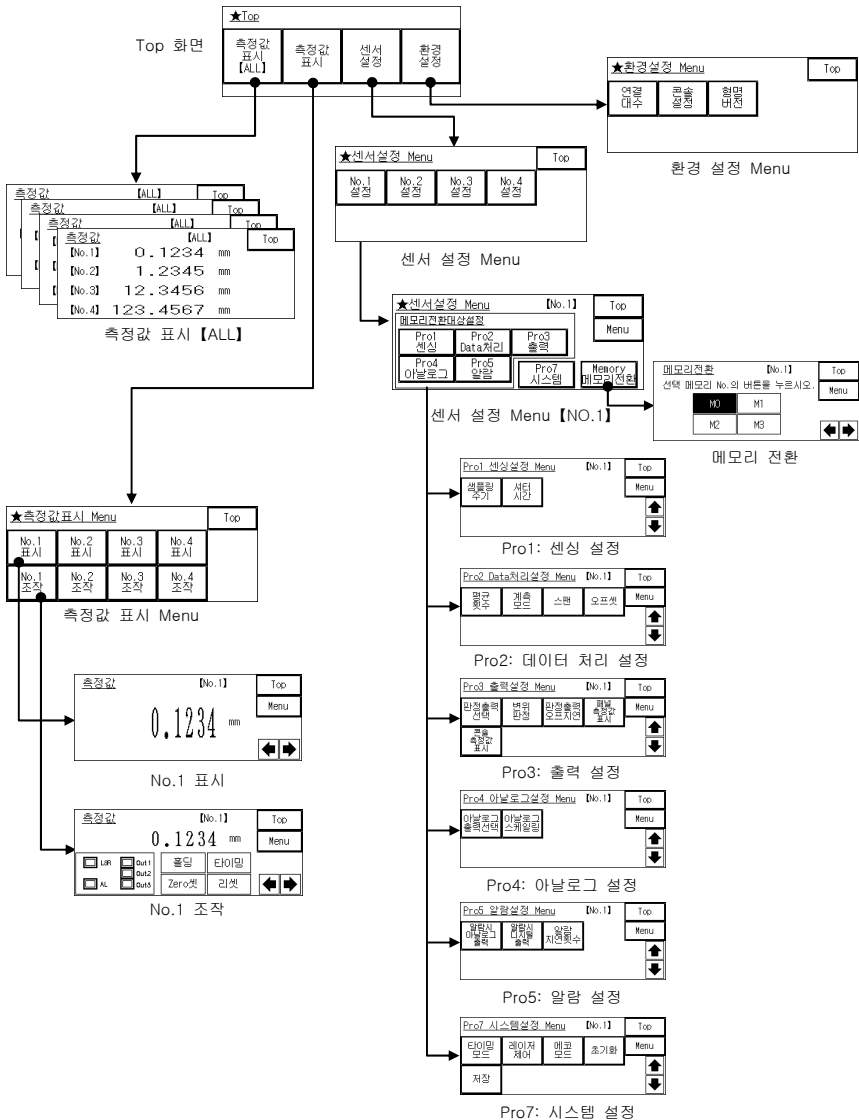 ★Top
Top 화면
측정값
표시
【ALL】
측정값
표시
센서
설정
환경
설정
★환경설정 Menu
Top
연결
대수
콘솔
설정
형명
버전
환경 설정 Menu
★센서설정 Menu
Top
No.1
설정
No.2
설정
No.3
설정
No.4
설정
센서 설정 Menu
측정값 【ALL】 Top
측정값 【ALL】 Top
측정값 【ALL】 Top
측정값 【ALL】 Top
【No.1】 0.1234 mm
【No.2】 1.2345 mm
【No.3】 12.3456 mm
【No.4】 123.4567 mm
측정값 표시【ALL】
★센서설정 Menu 【No.1】 Top
메모리전환대상설정
Menu
Pro1
센싱
Pro2
Data처리
Pro3
출력
Pro4
아날로그
Pro5
알람
Pro7
시스템
Memory
메모리전환
센서 설정 Menu【NO.1】
메모리전환 【No.1】 Top
선택 메모리 No.의 버튼을 누르시오.
Menu
M0 M1
M2 M3
메모리 전환
★측정값표시 Menu
Top
No.1
표시
No.2
표시
No.3
표시
No.4
표시
No.1
조작
No.2
조작
No.3
조작
No.4
조작
측정값 표시 Menu
측정값 【No.1】 Top
Menu
0.1234 mm
No.1 표시
측정값 【No.1】 Top
0.1234 mm
Menu
LSR Out1
Out2
AL Out3
홀딩 타이밍
Zero셋 리셋
No.1 조작
Pro1 센싱설정 Menu 【No.1】 Top
Menu
샘플링
주기
셔터
시간
Pro1: 센싱 설정
Pro2 Data처리설정 Menu 【No.1】 Top
Menu
평균
횟수
계측
모드
스팬
오프셋
Pro2: 데이터 처리 설정
Pro3 출력설정 Menu 【No.1】 Top
Menu
판정출력
선택
변위
판정
판정출력
오프지연
패널
측정값
표시
콘솔
측정값
표시
Pro3: 출력 설정
Pro4 아날로그설정 Menu 【No.1】 Top
Menu
아날로그
출력선택
아날로그
스케일링
Pro4: 아날로그 설정
Pro5 알람설정 Menu 【No.1】 Top
Menu
알람시
아날로그
출력
알람시
디지털
출력
알람
지연횟수
Pro5: 알람 설정
Pro7 시스템설정 Menu 【No.1】 Top
Menu
타이밍
모드
레이저
제어
에코
모드
초기화
저장
Pro7: 시스템 설정